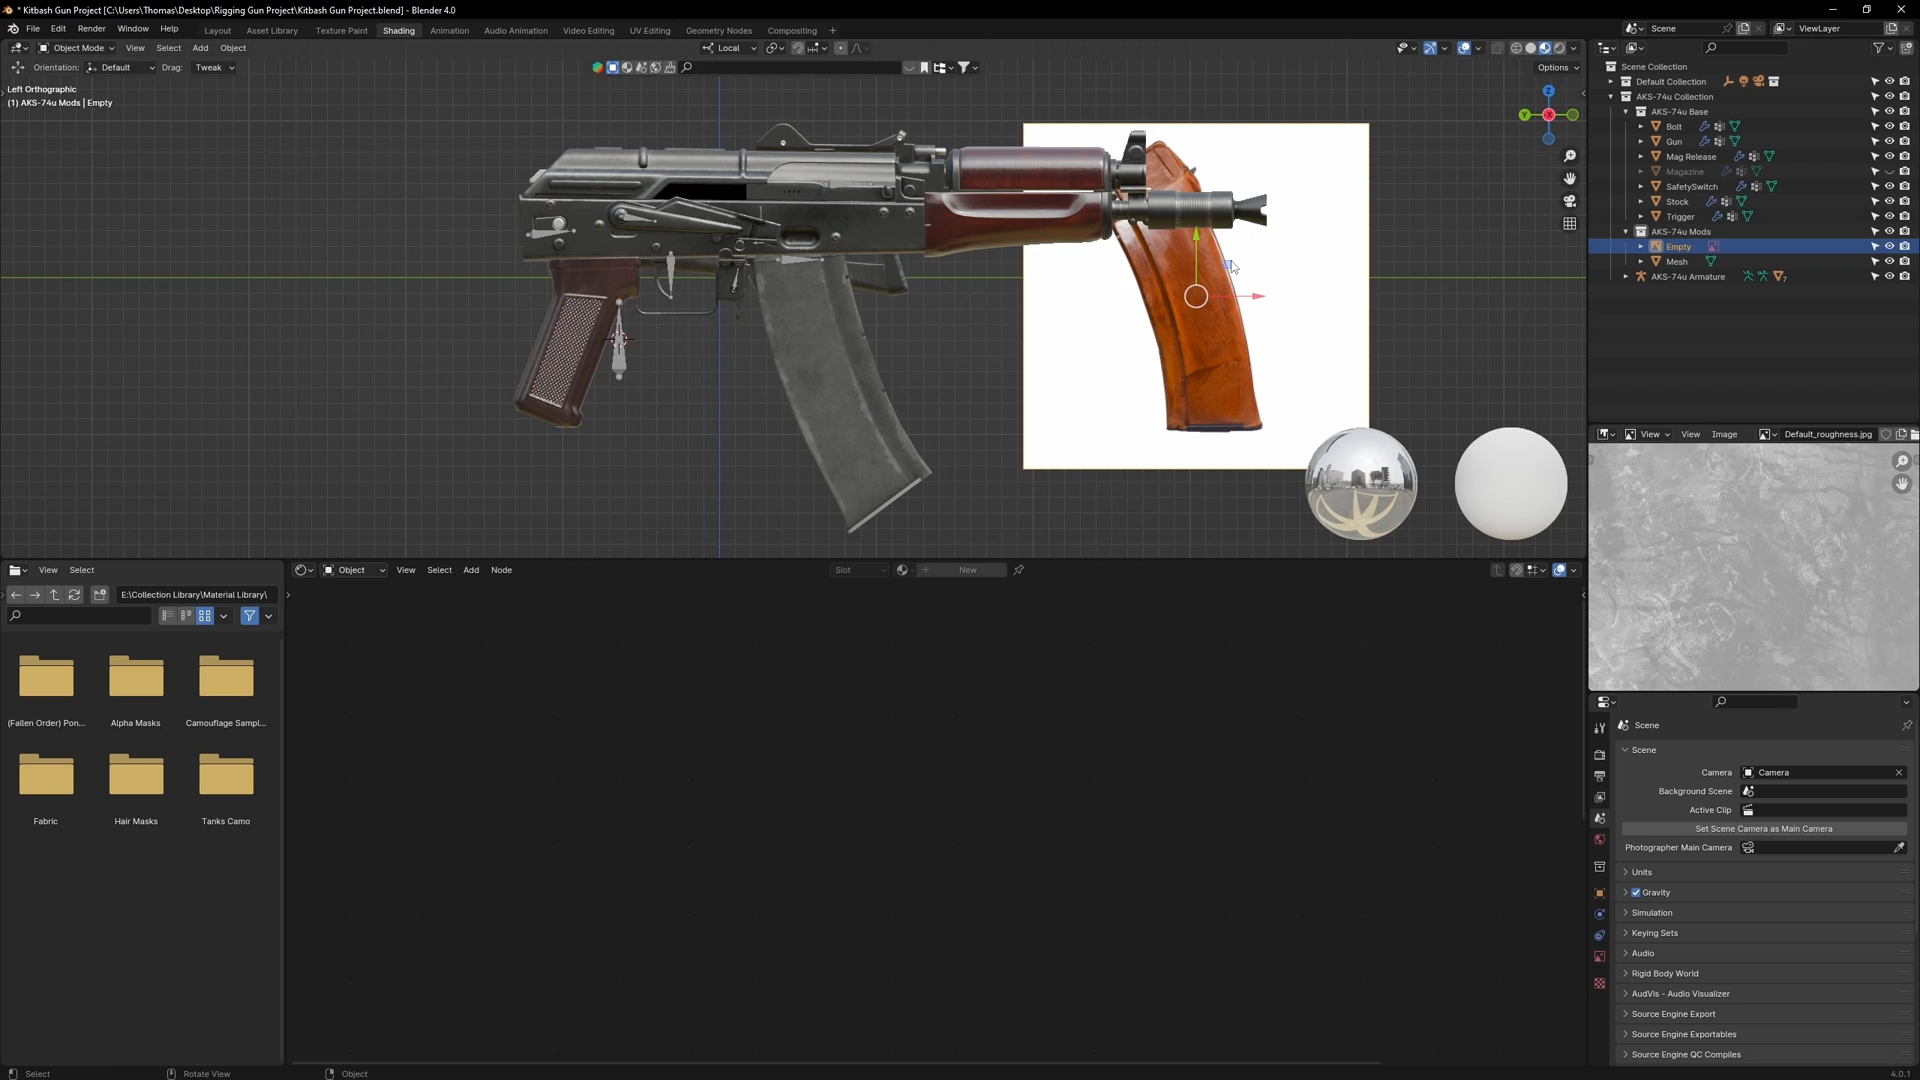 * Kitbash Gun Project [C:\Users\Thomas\Desktop\Rigging Gun Project\Kitbash Gun Project.blend] - Blender 4.0
File Edit Render Window Help Layout Asset Library Texture Paint Shading Animation Audio Animation Video Editing UV Editing Geometry Nodes Compositing + Scene ViewLayer
Object Mode View Select Add Object Local
Orientation: Default Drag: Tweak Options
Left Orthographic
(1) AKS-74u Mods | Empty
Z
Y
X
Scene Collection
Default Collection
AKS-74u Collection
AKS-74u Base
Bolt
Gun
Mag Release
Magazine
SafetySwitch
Stock
Trigger
AKS-74u Mods
Empty
Mesh
AKS-74u Armature 7
View View Image Default_roughness.jpg
View Select
E:\Collection Library\Material Library\
(Fallen Order) Pon... Alpha Masks Camouflage Sampl...
Fabric Hair Masks Tanks Camo
Object View Select Add Node Slot New
Scene
Scene
Camera Camera
Background Scene
Active Clip
Set Scene Camera as Main Camera
Photographer Main Camera
Units
Gravity
Simulation
Keying Sets
Audio
Rigid Body World
AudVis - Audio Visualizer
Source Engine Export
Source Engine Exportables
Source Engine QC Compiles
Select Rotate View Object 4.0.1